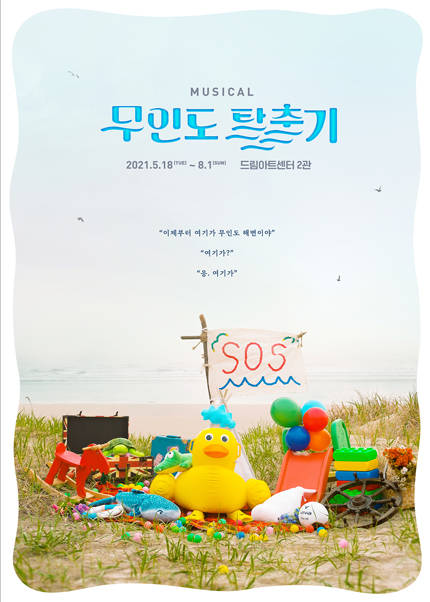 MUSICAL
무인도 탈출기
2021.5.18(TUE) ~ 8.1(SUN) 드림아트센터 2관
"이제부터 여기가 무인도 해변이야"
"여기가?"
"응. 여기가"
SOS